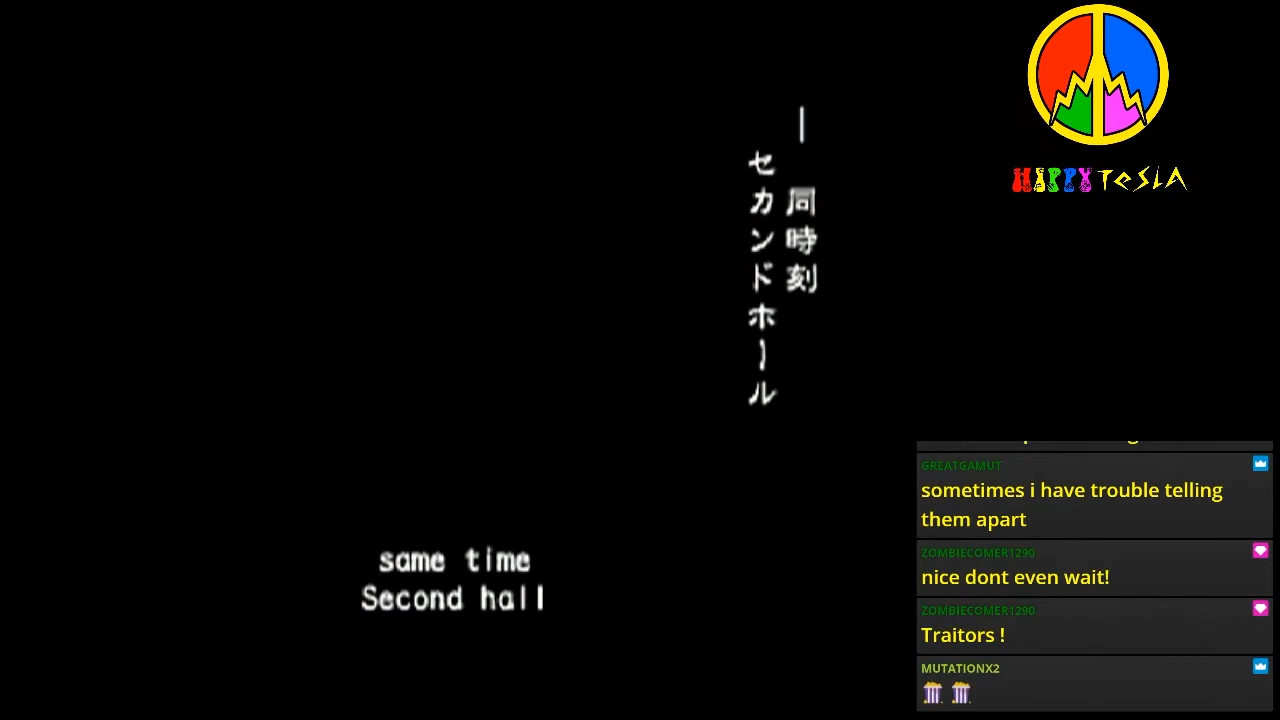 ― 同時刻
セカンドホール
same time
Second hall
HAPPYTESLA
GREATGAMUT
sometimes i have trouble telling
them apart
ZOMBIECOMER1290
nice dont even wait!
ZOMBIECOMER1290
Traitors !
MUTATIONX2